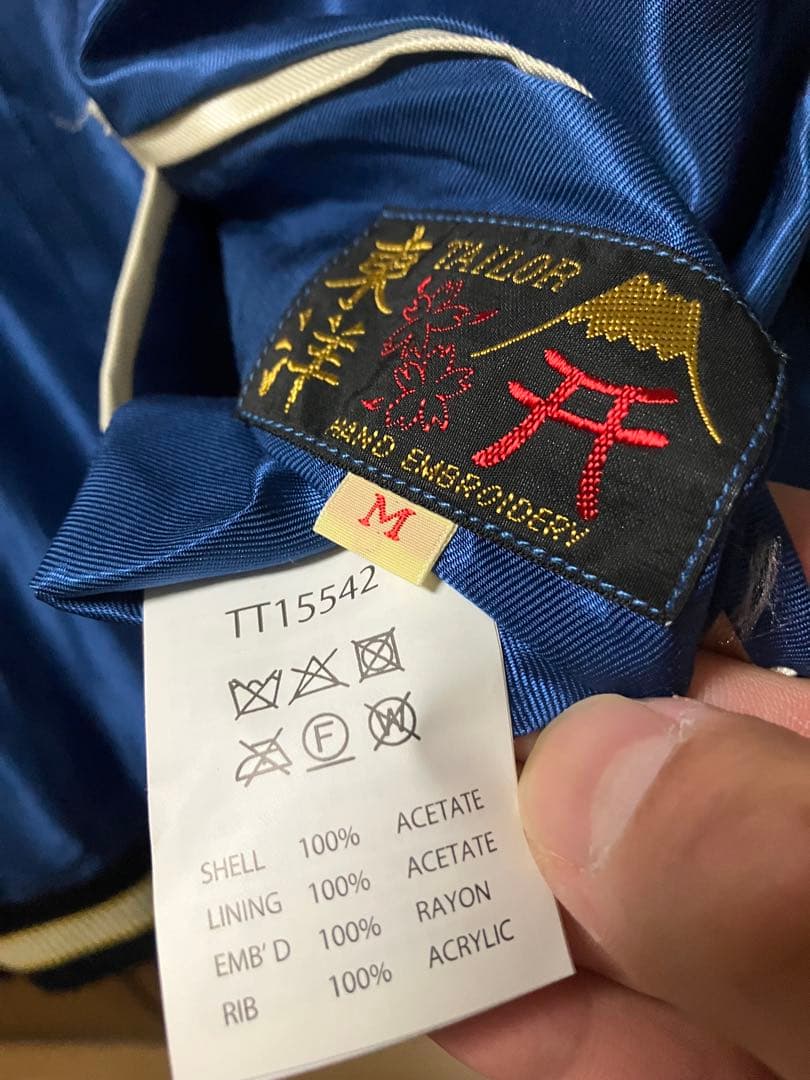 東洋
TAILOR
HAND EMBROIDERY
M
TT15542
F
W
SHELL 100% ACETATE
LINING 100% ACETATE
EMB'D 100% RAYON
RIB 100% ACRYLIC